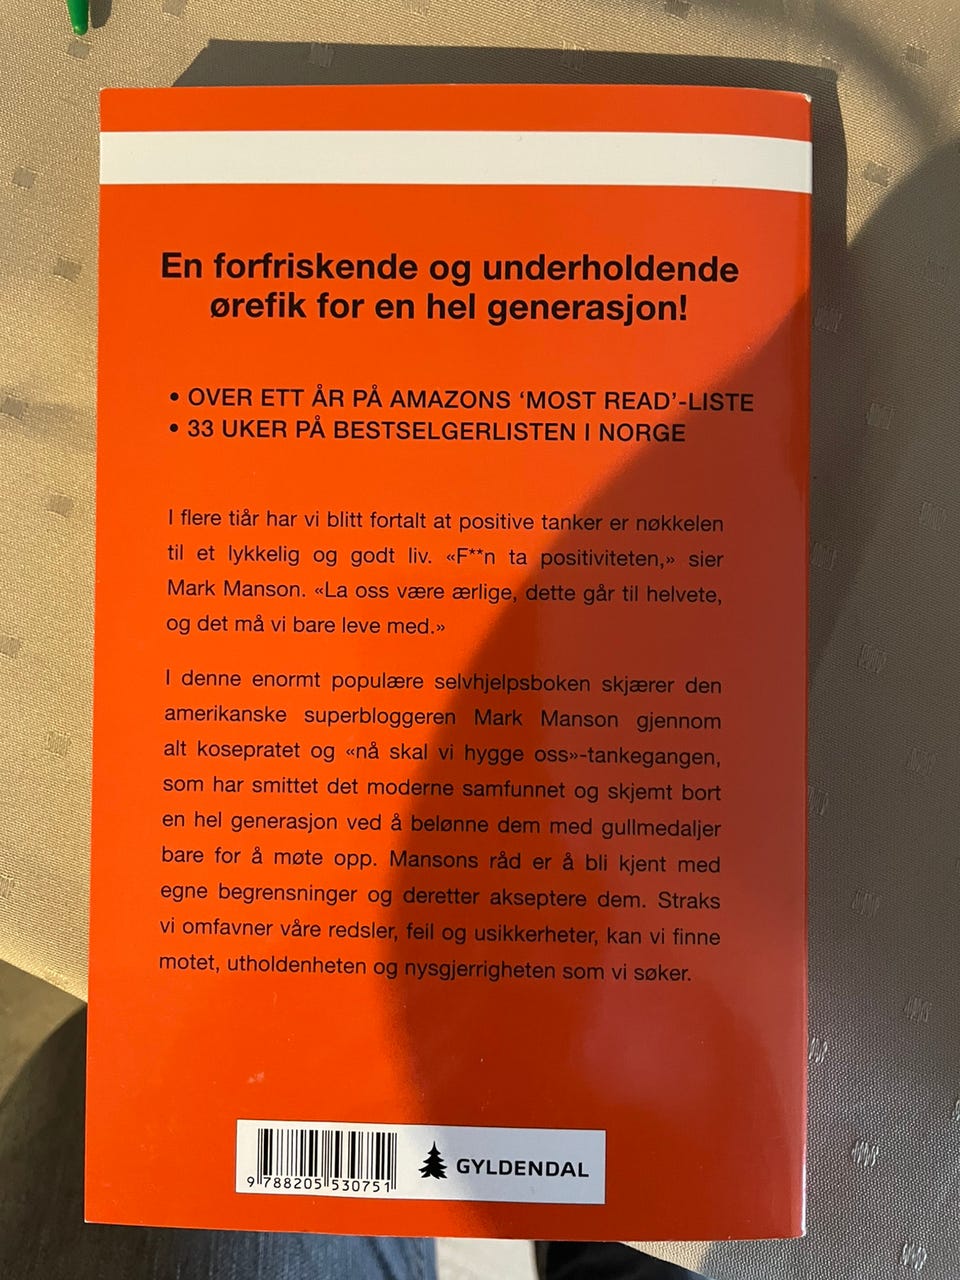 En forfriskende og underholdende
ørefik for en hel generasjon!
• OVER ETT ÅR PÅ AMAZONS ‘MOST READ’-LISTE
• 33 UKER PÅ BESTSELGERLISTEN I NORGE
I flere tiår har vi blitt fortalt at positive tanker er nøkkelen
til et lykkelig og godt liv. «F**n ta positiviteten,» sier
Mark Manson. «La oss være ærlige, dette går til helvete,
og det må vi bare leve med.»
I denne enormt populære selvhjelpsboken skjærer den
amerikanske superbloggeren Mark Manson gjennom
alt kosepratet og «nå skal vi hygge oss»-tankegangen,
som har smittet det moderne samfunnet og skjemt bort
en hel generasjon ved å belønne dem med gullmedaljer
bare for å møte opp. Mansons råd er å bli kjent med
egne begrensninger og deretter akseptere dem. Straks
vi omfavner våre redsler, feil og usikkerheter, kan vi finne
motet, utholdenheten og nysgjerrigheten som vi søker.
9 788205 530751
GYLDENDAL